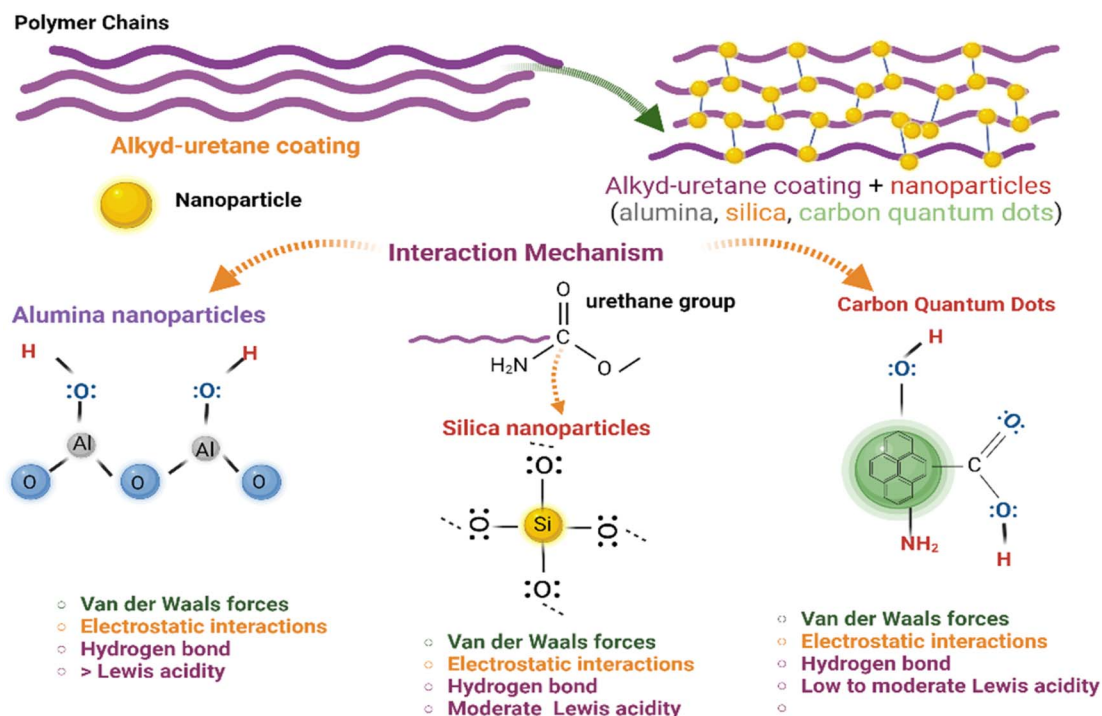 Polymer Chains
Alkyd-uretane coating
Nanoparticle
Alkyd-uretane coating + nanoparticles
(alumina, silica, carbon quantum dots)
Interaction Mechanism
Alumina nanoparticles
H
H
:O:
:O:
Al
Al
O
O
O
O
urethane group
C
H₂N
O
Silica nanoparticles
:O:
:O
Si
O:
:O:
Carbon Quantum Dots
H
:O:
:O:
C
:O:
NH₂
H
Van der Waals forces
Electrostatic interactions
Hydrogen bond
> Lewis acidity
Van der Waals forces
Electrostatic interactions
Hydrogen bond
Moderate Lewis acidity
Van der Waals forces
Electrostatic interactions
Hydrogen bond
Low to moderate Lewis acidity